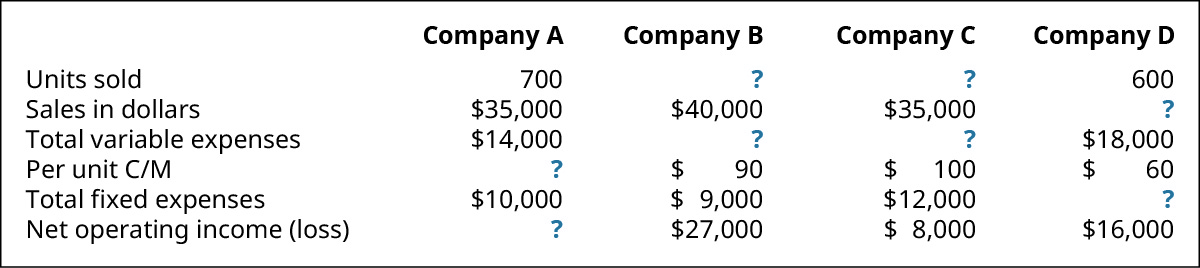 Company A Company B Company C Company D
Units sold 700 ? ? 600
Sales in dollars $35,000 $40,000 $35,000 ?
Total variable expenses $14,000 ? ? $18,000
Per unit C/M ? $ 90 $ 100 $ 60
Total fixed expenses $10,000 $ 9,000 $12,000 ?
Net operating income (loss) ? $27,000 $ 8,000 $16,000